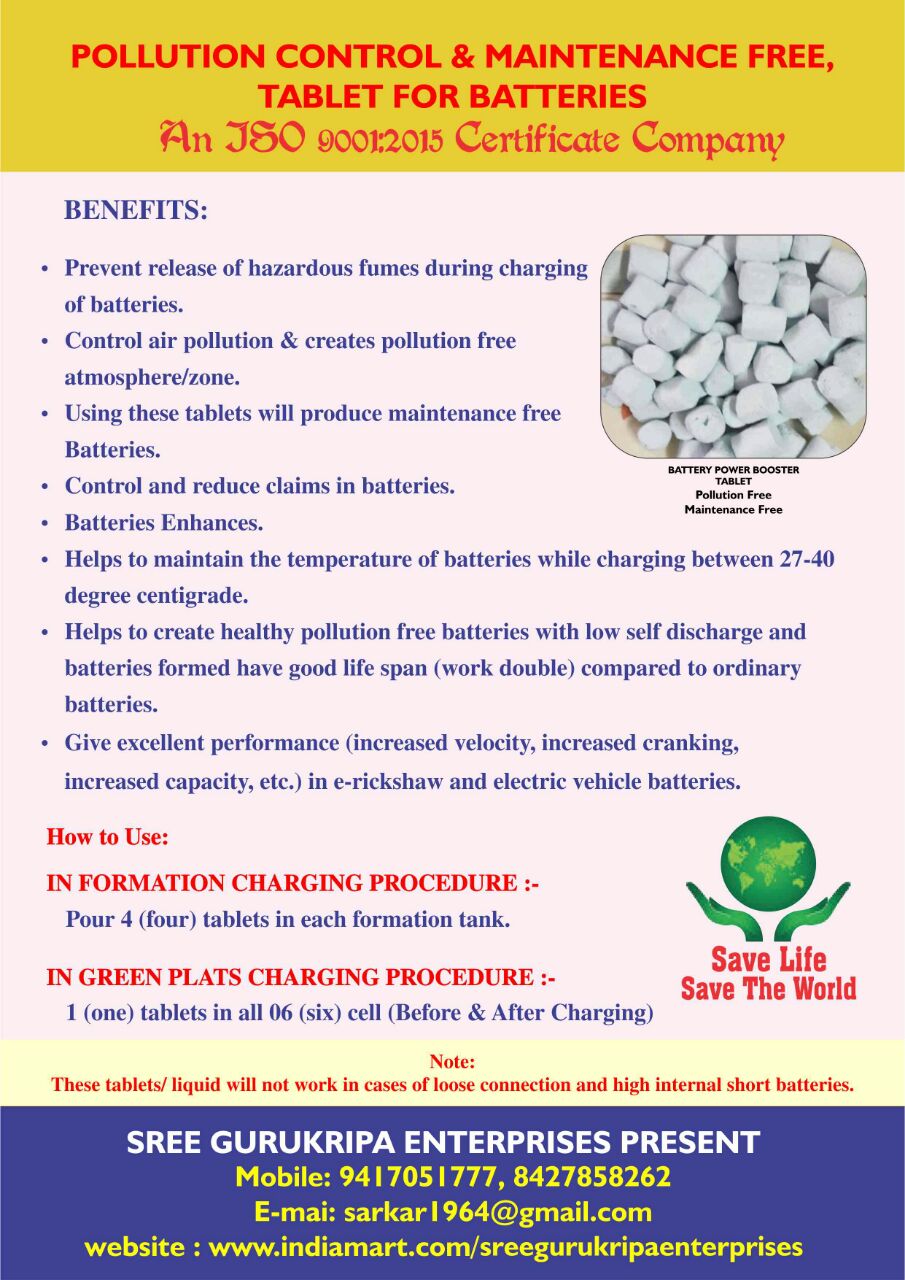 POLLUTION CONTROL & MAINTENANCE FREE,
TABLET FOR BATTERIES
An ISO 9001:2015 Certificate Company
BENEFITS:
• Prevent release of hazardous fumes during charging
of batteries.
• Control air pollution & creates pollution free
atmosphere/zone.
• Using these tablets will produce maintenance free
Batteries.
• Control and reduce claims in batteries.
• Batteries Enhances.
• Helps to maintain the temperature of batteries while charging between 27-40
degree centigrade.
• Helps to create healthy pollution free batteries with low self discharge and
batteries formed have good life span (work double) compared to ordinary
batteries.
• Give excellent performance (increased velocity, increased cranking,
increased capacity, etc.) in e-rickshaw and electric vehicle batteries.
BATTERY POWER BOOSTER
TABLET
Pollution Free
Maintenance Free
How to Use:
IN FORMATION CHARGING PROCEDURE :-
Pour 4 (four) tablets in each formation tank.
IN GREEN PLATS CHARGING PROCEDURE :-
1 (one) tablets in all 06 (six) cell (Before & After Charging)
Save Life
Save The World
Note:
These tablets/ liquid will not work in cases of loose connection and high internal short batteries.
SREE GURUKRIPA ENTERPRISES PRESENT
Mobile: 9417051777, 8427858262
E-mai: sarkar1964@gmail.com
website : www.indiamart.com/sreegurukripaenterprises